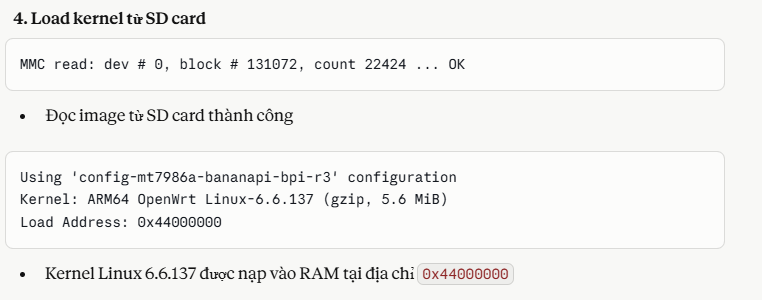 4. Load kernel từ SD card
MMC read: dev # 0, block # 131072, count 22424 ... OK
• Đọc image từ SD card thành công
Using 'config-mt7986a-bananapi-bpi-r3' configuration
Kernel: ARM64 OpenWrt Linux-6.6.137 (gzip, 5.6 MiB)
Load Address: 0x44000000
• Kernel Linux 6.6.137 được nạp vào RAM tại địa chỉ 0x44000000